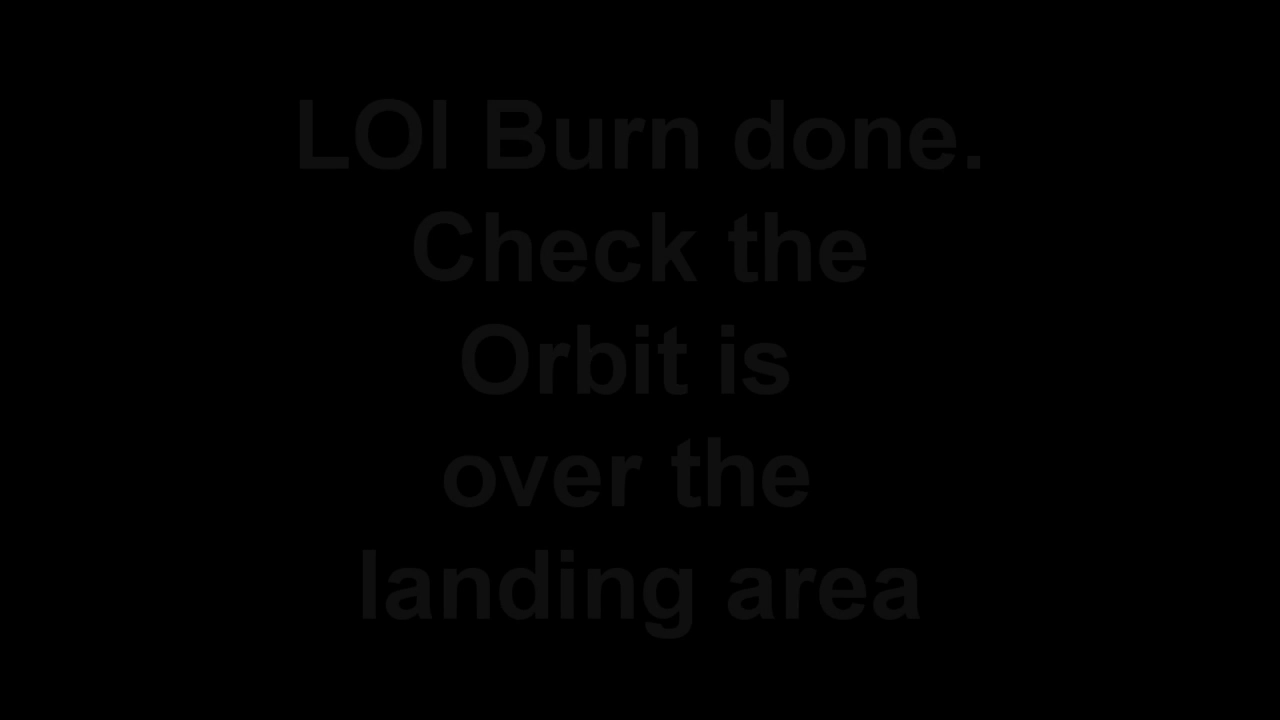 LOI Burn done.
Check the
Orbit is
over the
landing area